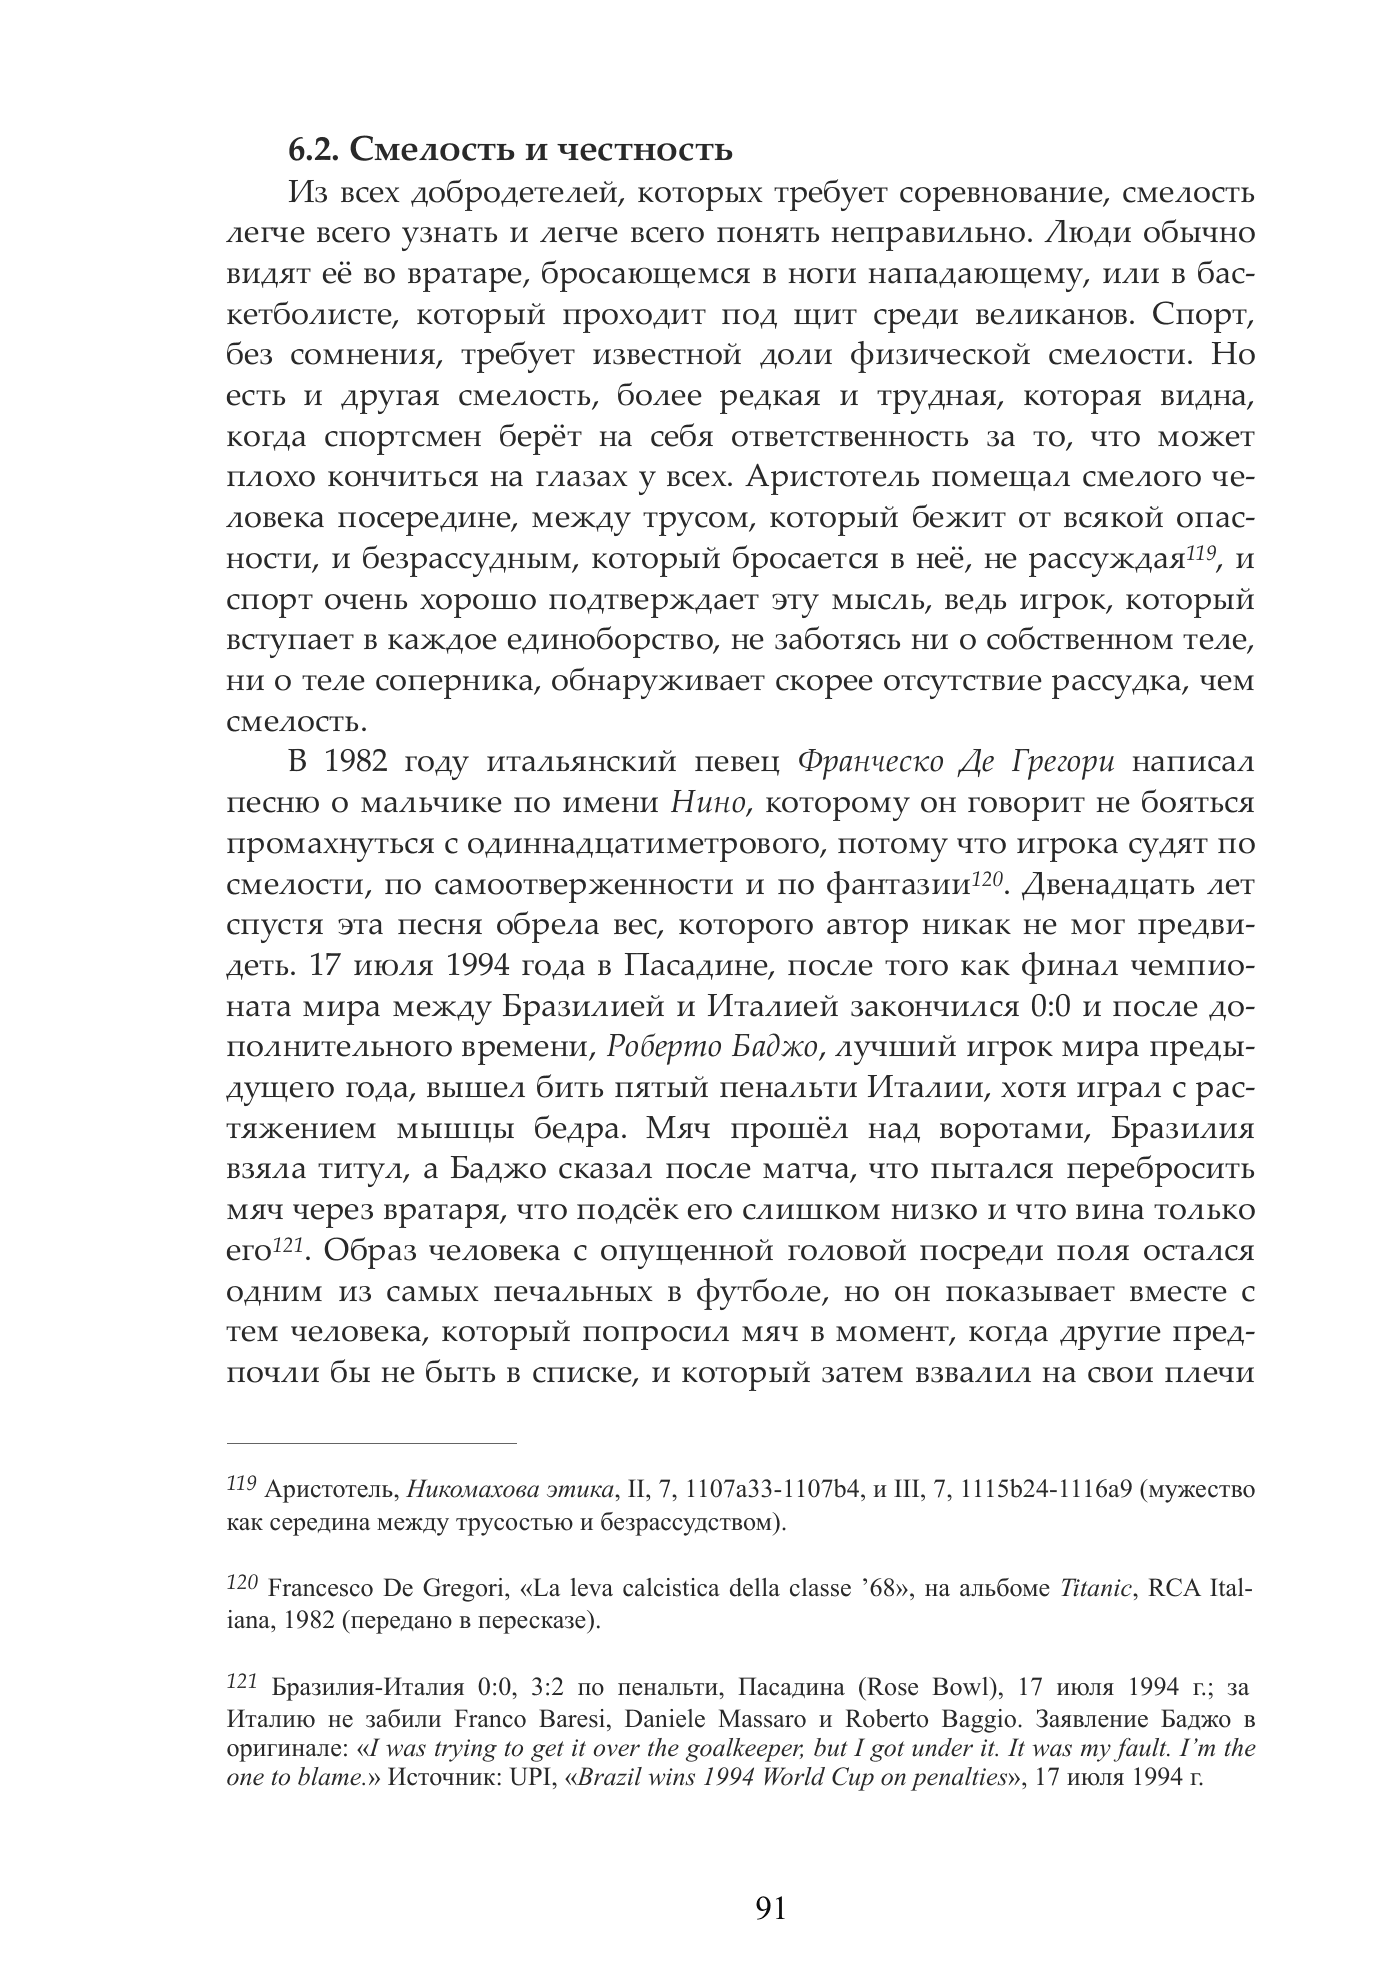 6.2. Смелость и честность
Из всех добродетелей, которых требует соревнование, смелость
легче всего узнать и легче всего понять неправильно. Люди обычно
видят её во вратаре, бросающемся в ноги нападающему, или в бас-
кетболисте, который проходит под щит среди великанов. Спорт,
без сомнения, требует известной доли физической смелости. Но
есть и другая смелость, более редкая и трудная, которая видна,
когда спортсмен берёт на себя ответственность за то, что может
плохо кончиться на глазах у всех. Аристотель помещал смелого че-
ловека посередине, между трусом, который бежит от всякой опас-
ности, и безрассудным, который бросается в неё, не рассуждая119, и
спорт очень хорошо подтверждает эту мысль, ведь игрок, который
вступает в каждое единоборство, не заботясь ни о собственном теле,
ни о теле соперника, обнаруживает скорее отсутствие рассудка, чем
смелость.
В 1982 году итальянский певец Франческо Де Грегори написал
песню о мальчике по имени Нино, которому он говорит не бояться
промахнуться с одиннадцатиметрового, потому что игрока судят по
смелости, по самоотверженности и по фантазии120. Двенадцать лет
спустя эта песня обрела вес, которого автор никак не мог предви-
деть. 17 июля 1994 года в Пасадине, после того как финал чемпио-
ната мира между Бразилией и Италией закончился 0:0 и после до-
полнительного времени, Роберто Баджо, лучший игрок мира преды-
дущего года, вышел бить пятый пенальти Италии, хотя играл с рас-
тяжением мышцы бедра. Мяч прошёл над воротами, Бразилия
взяла титул, а Баджо сказал после матча, что пытался перебросить
мяч через вратаря, что подсёк его слишком низко и что вина только
его121. Образ человека с опущенной головой посреди поля остался
одним из самых печальных в футболе, но он показывает вместе с
тем человека, который попросил мяч в момент, когда другие пред-
почли бы не быть в списке, и который затем взвалил на свои плечи
119 Аристотель, Никомахова этика, II, 7, 1107a33-1107b4, и III, 7, 1115b24-1116a9 (мужество
как середина между трусостью и безрассудством).
120 Francesco De Gregori, «La leva calcistica della classe ’68», на альбоме Titanic, RCA Ital-
iana, 1982 (передано в пересказе).
121 Бразилия-Италия 0:0, 3:2 по пенальти, Пасадина (Rose Bowl), 17 июля 1994 г.; за
Италию не забили Franco Baresi, Daniele Massaro и Roberto Baggio. Заявление Баджо в
оригинале: «I was trying to get it over the goalkeeper, but I got under it. It was my fault. I’m the
one to blame.» Источник: UPI, «Brazil wins 1994 World Cup on penalties», 17 июля 1994 г.
91